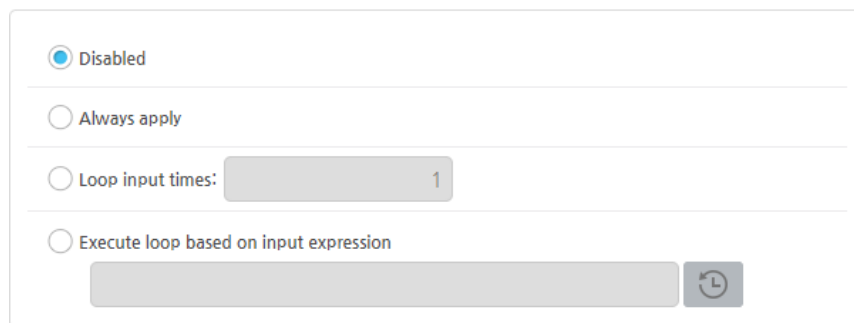 Disabled
Always apply
Loop input times: 1
Execute loop based on input expression